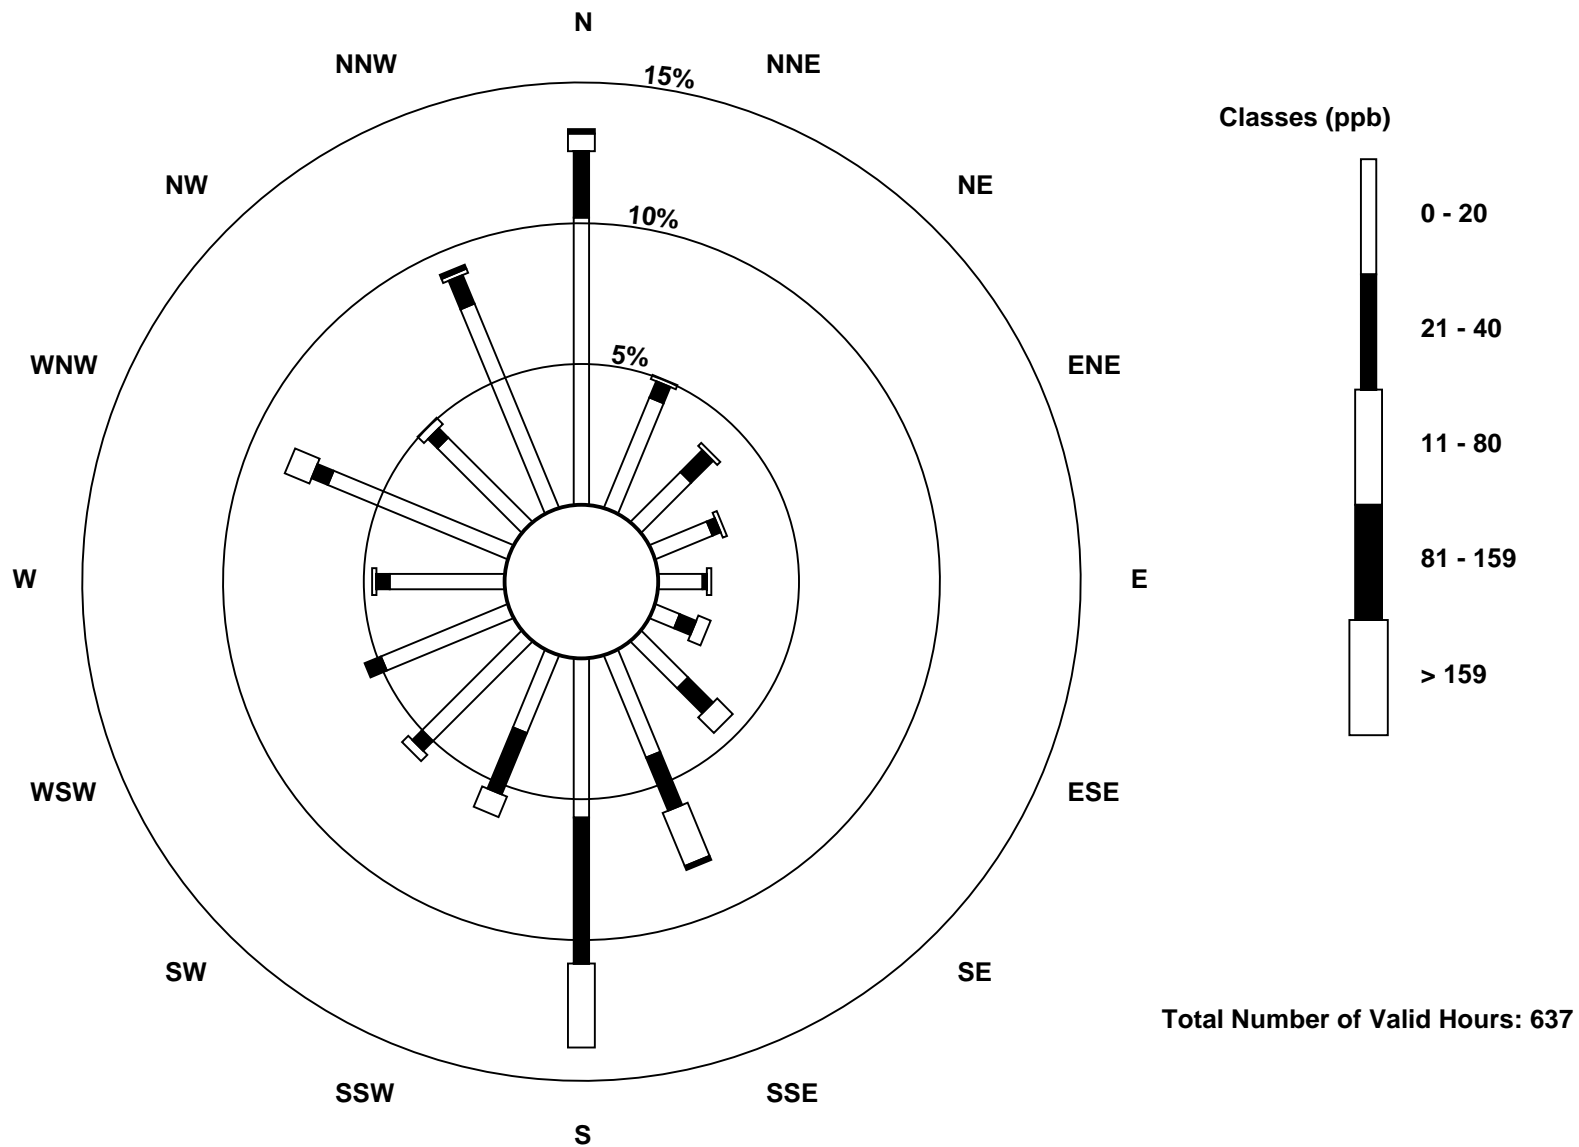 N
NNW
NNE
15%
Classes (ppb)
NW
NE
0 - 20
10%
21 - 40
5%
WNW
ENE
11 - 80
81 - 159
W
E
> 159
WSW
ESE
SW
SE
Total Number of Valid Hours: 637
SSW
SSE
S